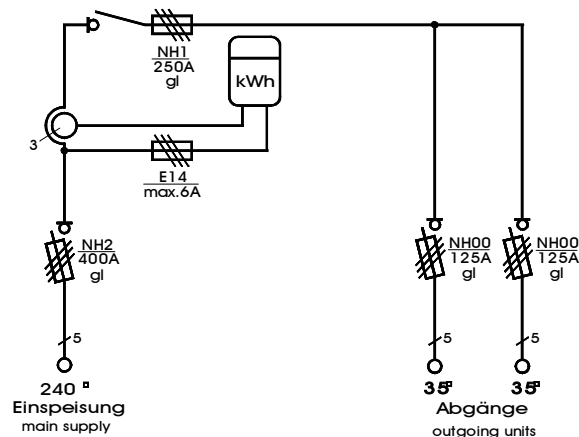 NH1
250A
gl
kWh
3
E14
max.6A
NH2
400A
gl
NH00
125A
gl
NH00
125A
gl
5
5
5
240
35
35
Einspeisung
main supply
Abgänge
outgoing units